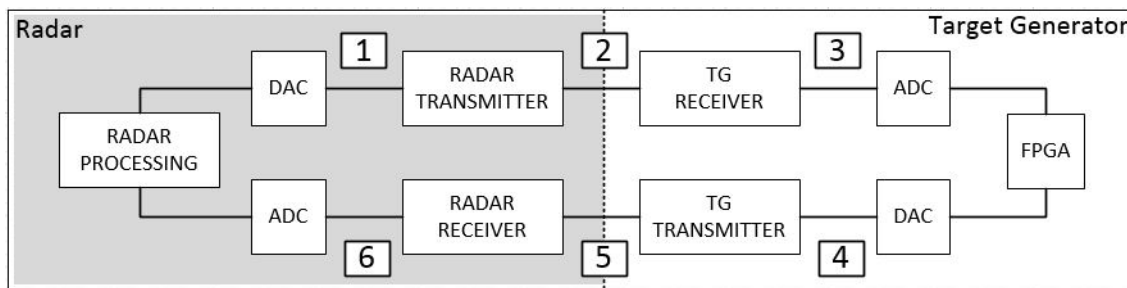 Radar
Target Generator
1
2
3
DAC
RADAR
TRANSMITTER
TG
RECEIVER
ADC
RADAR
PROCESSING
FPGA
ADC
RADAR
RECEIVER
TG
TRANSMITTER
DAC
6
5
4